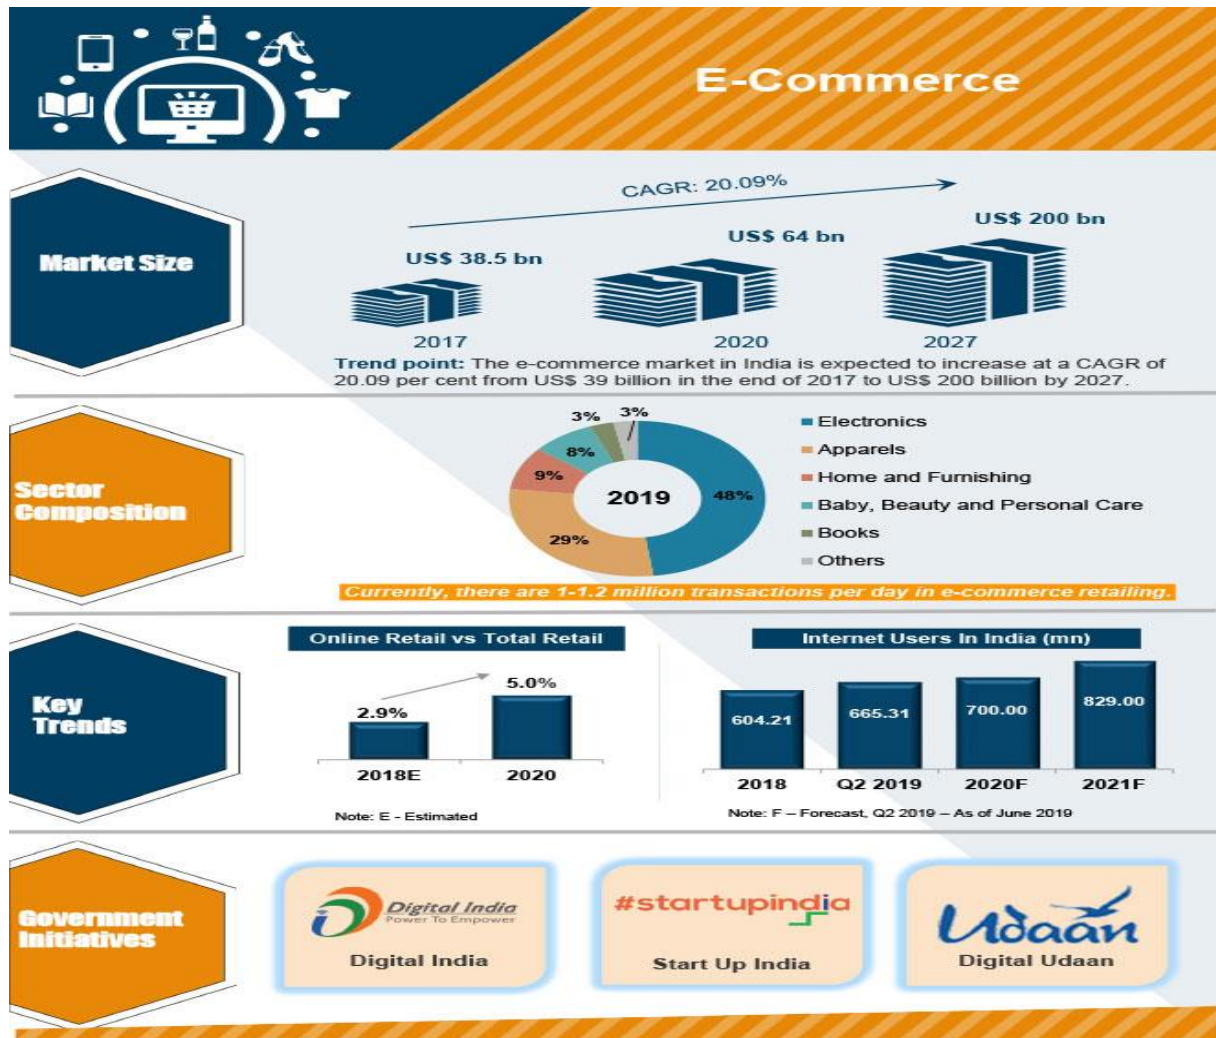 E-Commerce
Market Size
CAGR: 20.09%
US$ 38.5 bn
US$ 64 bn
US$ 200 bn
2017
2020
2027
Trend point: The e-commerce market in India is expected to increase at a CAGR of
20.09 per cent from US$ 39 billion in the end of 2017 to US$ 200 billion by 2027.
Sector
Composition
3%
3%
8%
9%
29%
48%
2019
Electronics
Apparels
Home and Furnishing
Baby, Beauty and Personal Care
Books
Others
Currently, there are 1-1.2 million transactions per day in e-commerce retailing.
Key
Trends
Online Retail vs Total Retail
2.9%
5.0%
2018E
2020
Note: E - Estimated
Internet Users In India (mn)
604.21
665.31
700.00
829.00
2018
Q2 2019
2020F
2021F
Note: F – Forecast, Q2 2019 – As of June 2019
Government
Initiatives
Digital India
Power To Empower
Digital India
#startupindia
Start Up India
Udaan
Digital Udaan